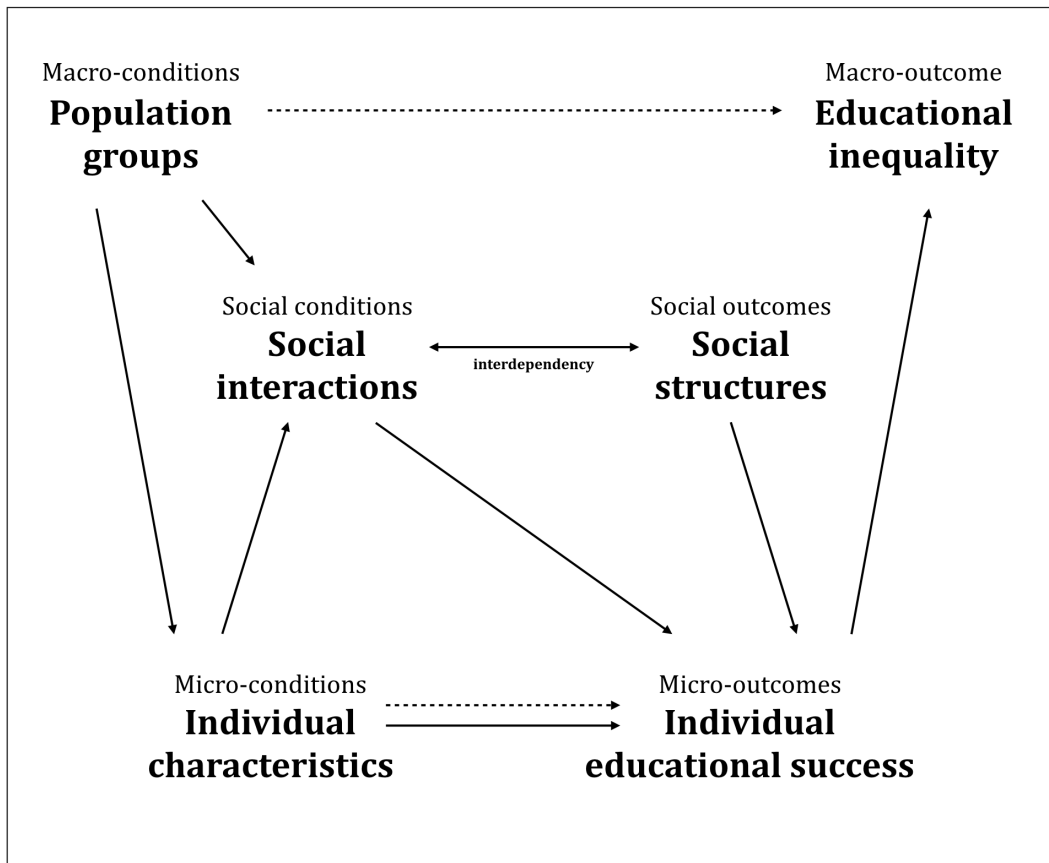 Macro-conditions
Population
groups
Macro-outcome
Educational
inequality
Social conditions
Social
interactions
interdependency
Social outcomes
Social
structures
Micro-conditions
Individual
characteristics
Micro-outcomes
Individual
educational success